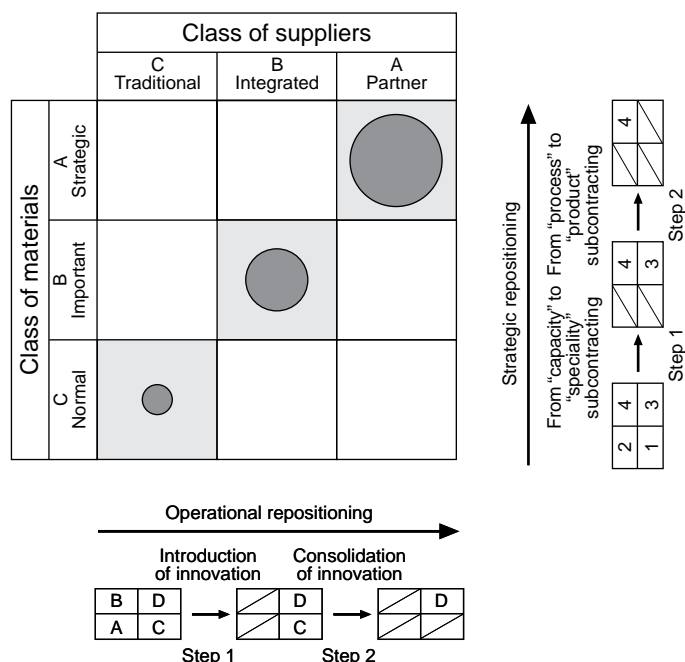 Class of suppliers
C
Traditional
B
Integrated
A
Partner
Class of materials
A
Strategic
B
Important
C
Normal
Strategic repositioning
From “capacity” to
“speciality”
subcontracting
From “process” to
“product”
subcontracting
2 4
1 3
Step 1
4
3
Step 2
4
Operational repositioning
Introduction
of innovation
Consolidation
of innovation
B D
A C
Step 1
D
C
Step 2
D